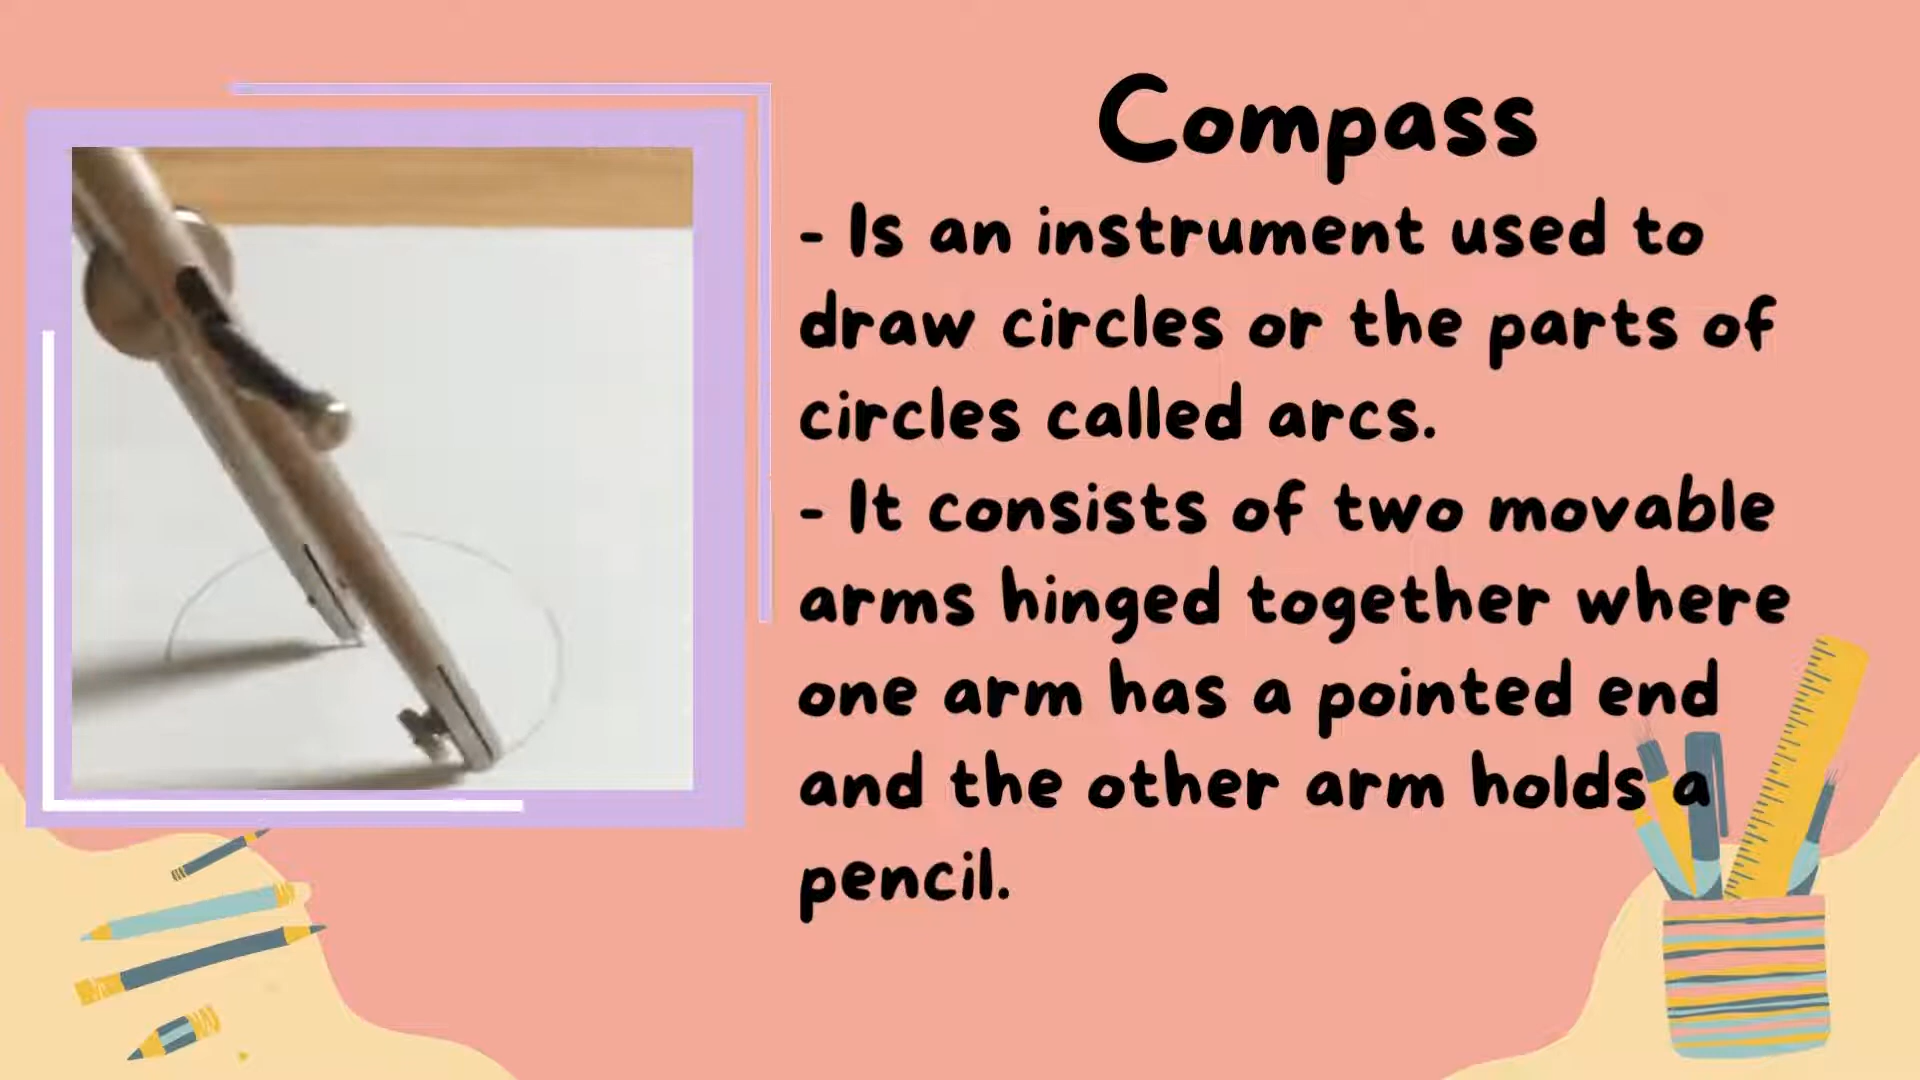 Compass
- Is an instrument used to
draw circles or the parts of
circles called arcs.
- It consists of two movable
arms hinged together where
one arm has a pointed end
and the other arm holds a
pencil.